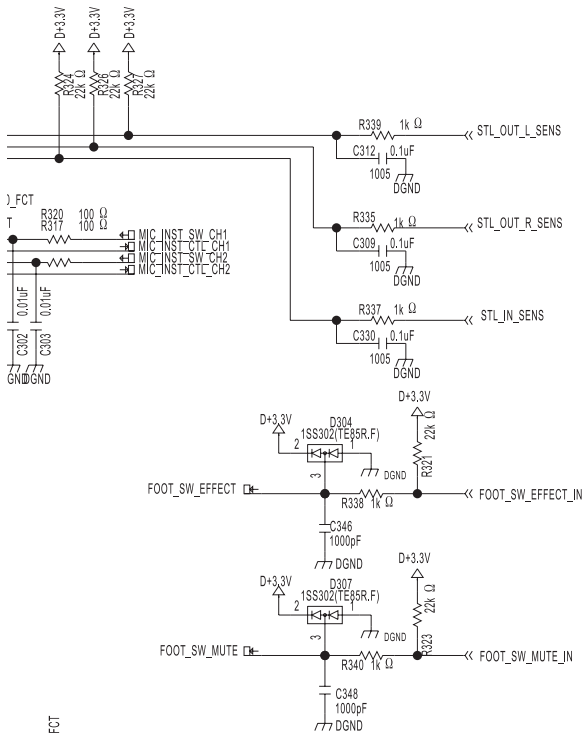 D+3.3V
D+3.3V
D+3.3V
R324
22k Ω
R326
22k Ω
R327
22k Ω
R339 1k Ω
STL_OUT_L_SENS
C312 0.1uF
1005
DGND
R335 1k Ω
STL_OUT_R_SENS
C309 0.1uF
1005
DGND
R337 1k Ω
STL_IN_SENS
C330 0.1uF
1005
DGND
_FCT
T
R320 100 Ω
R317 100 Ω
MIC_INST_SW_CH1
MIC_INST_CTL_CH1
MIC_INST_SW_CH2
MIC_INST_CTL_CH2
0.01uF
C302
0.01uF
C303
GND
DGND
D+3.3V
22k Ω
R321
D+3.3V
D304
1SS302(TE85R.F)
2 1
3
DGND
FOOT_SW_EFFECT
R338 1k Ω
FOOT_SW_EFFECT_IN
C346
1000pF
DGND
D+3.3V
22k Ω
R323
D+3.3V
D307
1SS302(TE85R.F)
2 1
3
DGND
FOOT_SW_MUTE
R340 1k Ω
FOOT_SW_MUTE_IN
C348
1000pF
DGND
FCT